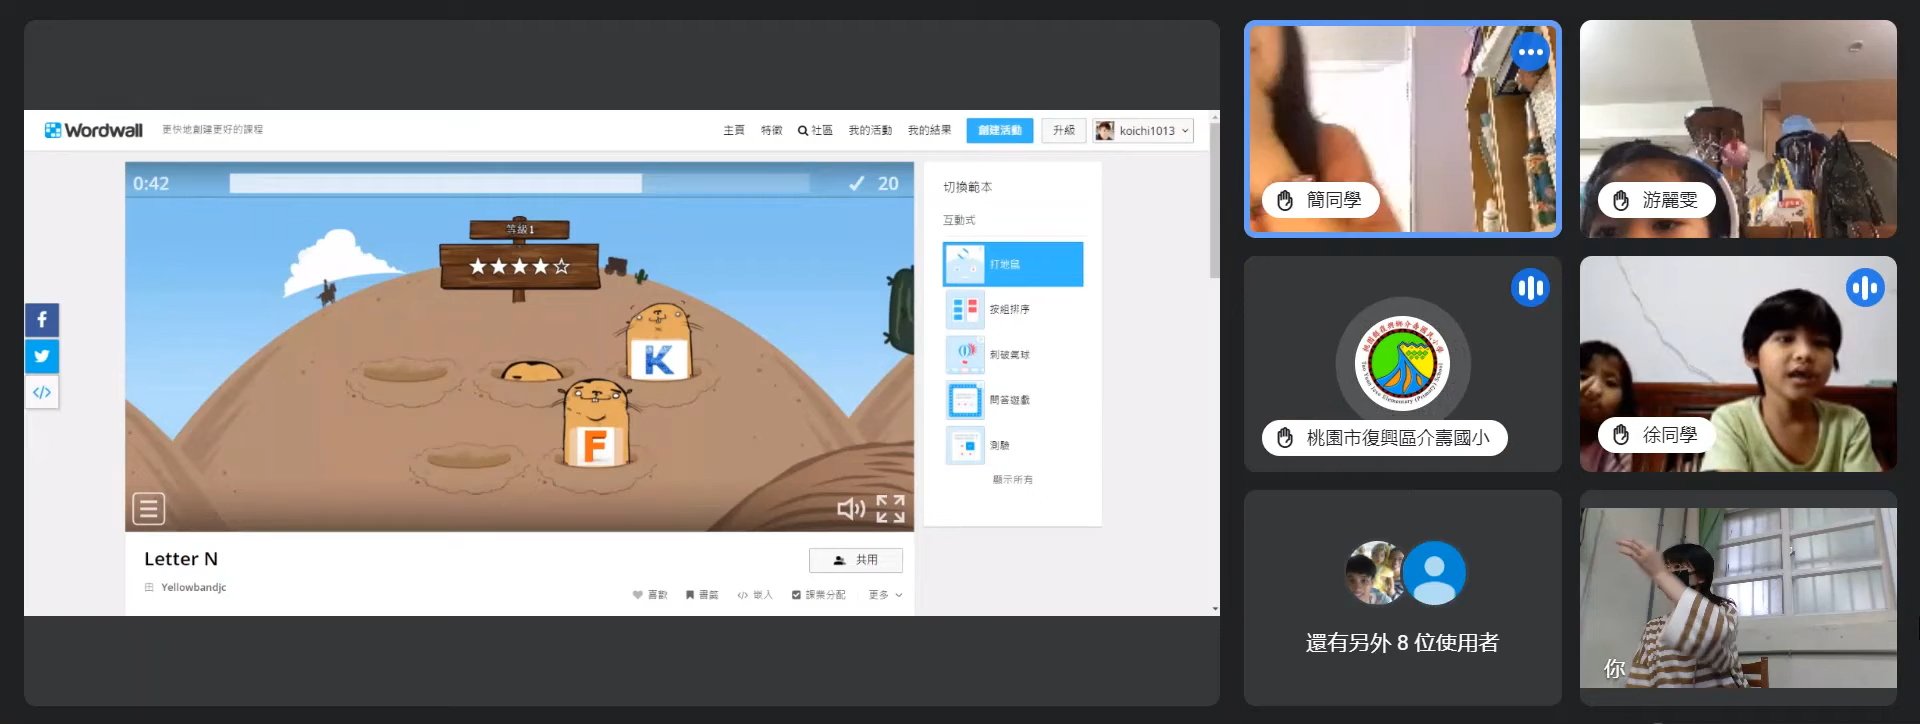 Wordwall
更快地創建更好的課程
主頁
特徵
社區
我的活動
我的結果
創建活動
升級
koichi1013
0:42
20
等級1
K
F
切換範本
互動式
打地鼠
按組排序
刺破氣球
問答遊戲
測驗
顯示所有
Letter N
共用
Yellowbandjc
喜歡
書籤
嵌入
課業分配
更多
簡同學
游麗雯
桃園市復興區介壽國小
徐同學
還有另外 8 位使用者
你